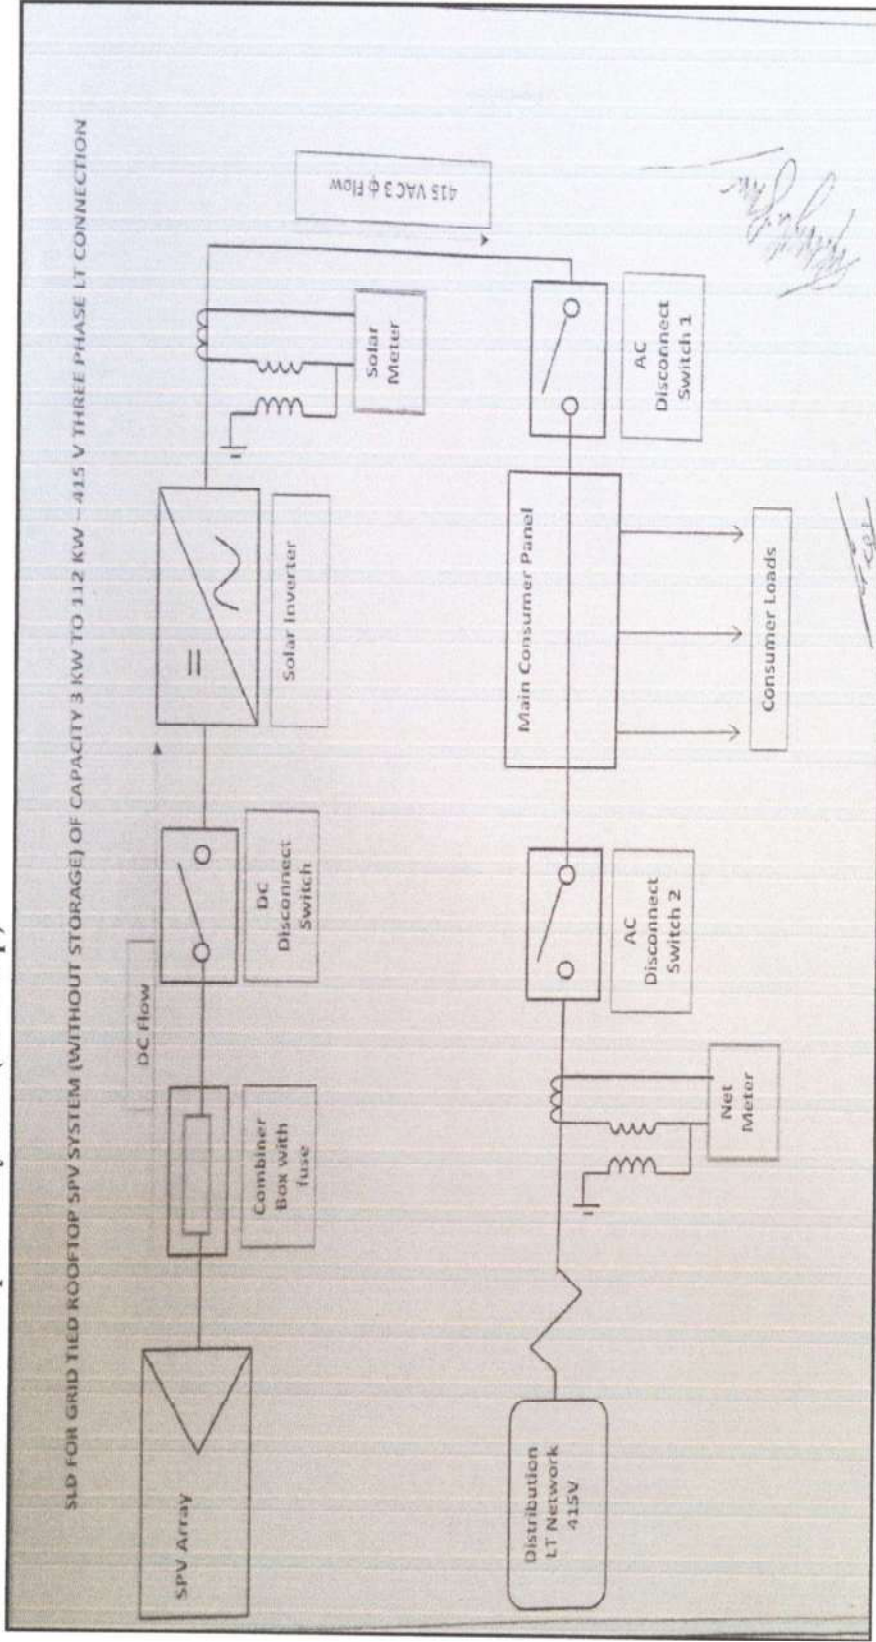 SLD FOR GRID TIED ROOFTOP SPV SYSTEM (WITHOUT STORAGE) OF CAPACITY 3 KW TO 112 KW – 415 V THREE PHASE LT CONNECTION
SPV Array
Combiner
Box with
fuse
DC Flow
DC
Disconnect
Switch
Solar Inverter
Solar
Meter
415 VAC 3 ϕ Flow
Distribution
LT Network
415V
Net
Meter
AC
Disconnect
Switch 2
Main Consumer Panel
Consumer Loads
AC
Disconnect
Switch 1